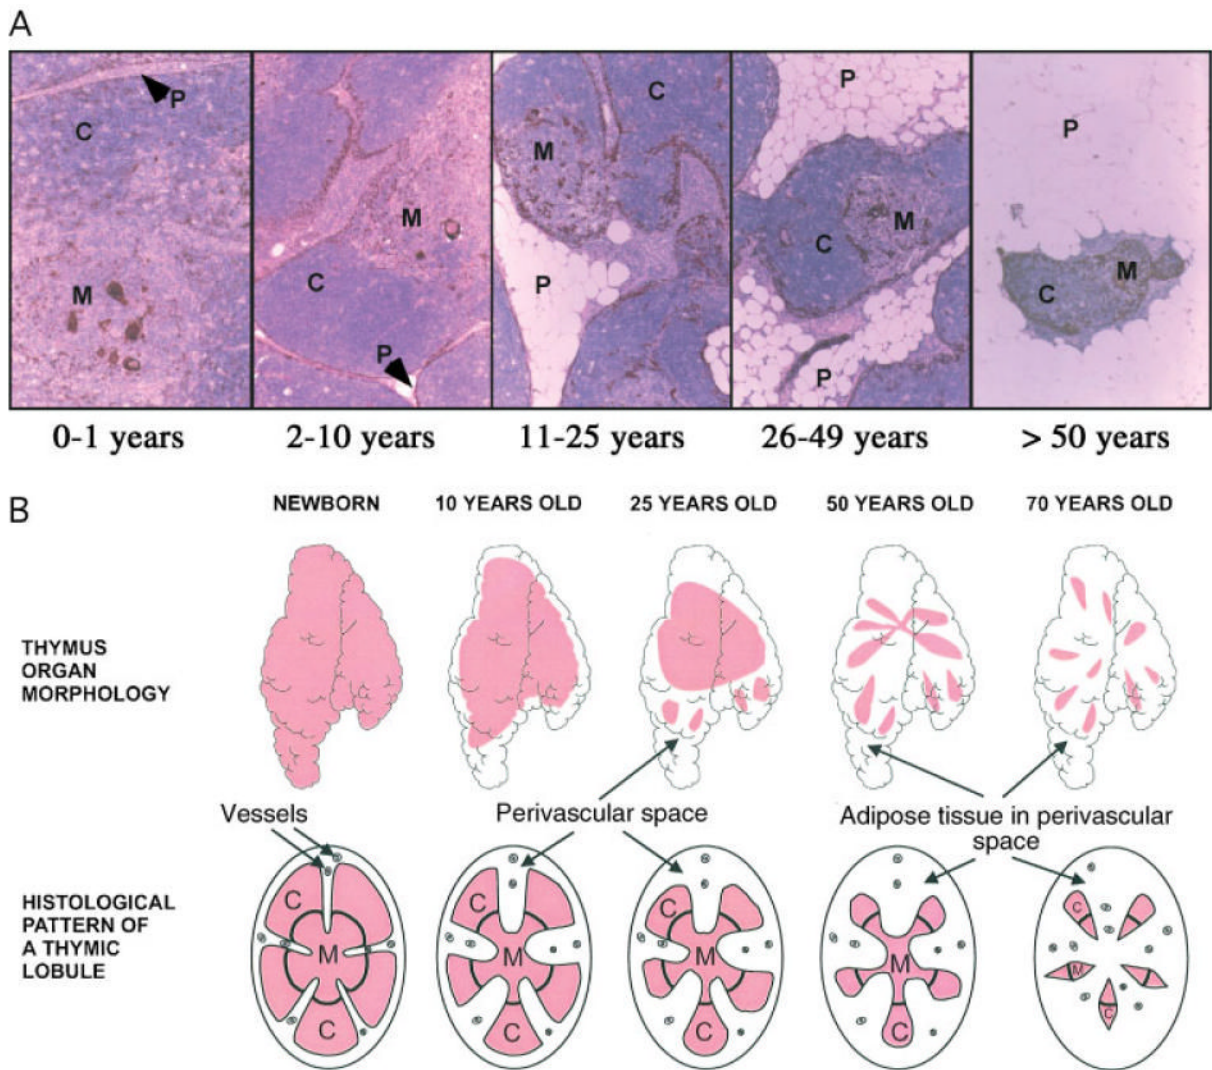 A
P
C
M
M
C
P
C
M
P
P
C
M
P
P
C
M
0-1 years
2-10 years
11-25 years
26-49 years
> 50 years
B
NEWBORN
10 YEARS OLD
25 YEARS OLD
50 YEARS OLD
70 YEARS OLD
THYMUS
ORGAN
MORPHOLOGY
Vessels
Perivascular space
Adipose tissue in perivascular
space
HISTOLOGICAL
PATTERN OF
A THYMIC
LOBULE
C
M
C
C
M
C
C
M
C
M
C
C
M
C